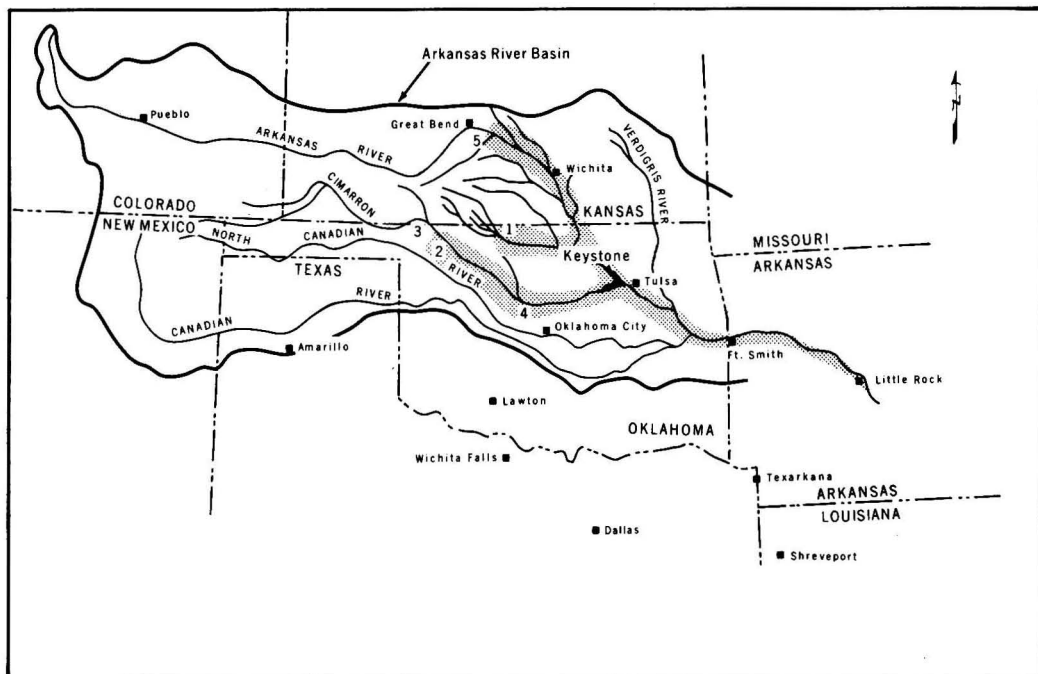 Arkansas River Basin
Pueblo
Great Bend
ARKANSAS RIVER
5
VERDIGRIS RIVER
Wichita
CIMARRON
COLORADO
NEW MEXICO
KANSAS
NORTH CANADIAN RIVER
3
1
2
MISSOURI
ARKANSAS
Keystone
TEXAS
Tulsa
CANADIAN RIVER
4
Oklahoma City
Amarillo
Ft. Smith
Little Rock
Lawton
OKLAHOMA
Wichita Falls
Texarkana
ARKANSAS
LOUISIANA
Dallas
Shreveport